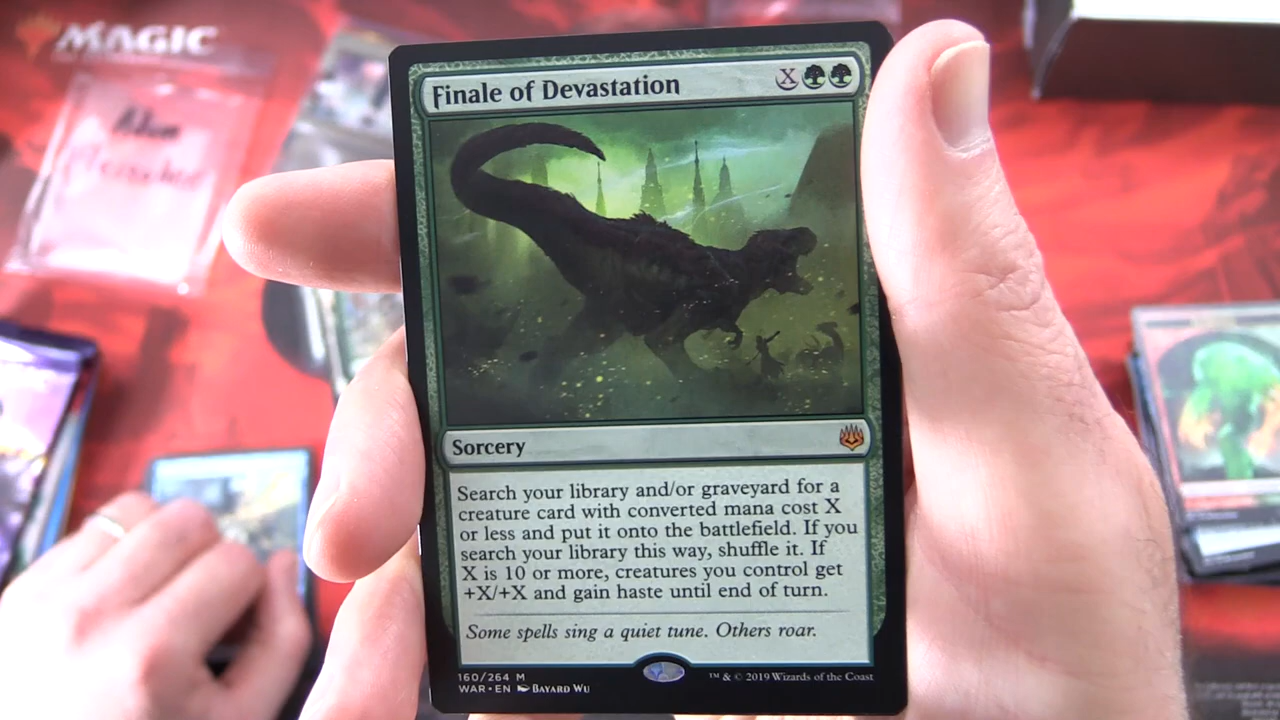 MAGIC
Finale of Devastation X
Sorcery
Search your library and/or graveyard for a
creature card with converted mana cost X
or less and put it onto the battlefield. If you
search your library this way, shuffle it. If
X is 10 or more, creatures you control get
+X/+X and gain haste until end of turn.
Some spells sing a quiet tune. Others roar.
160/264 M
WAR • EN Bayard Wu
™ & © 2019 Wizards of the Coast